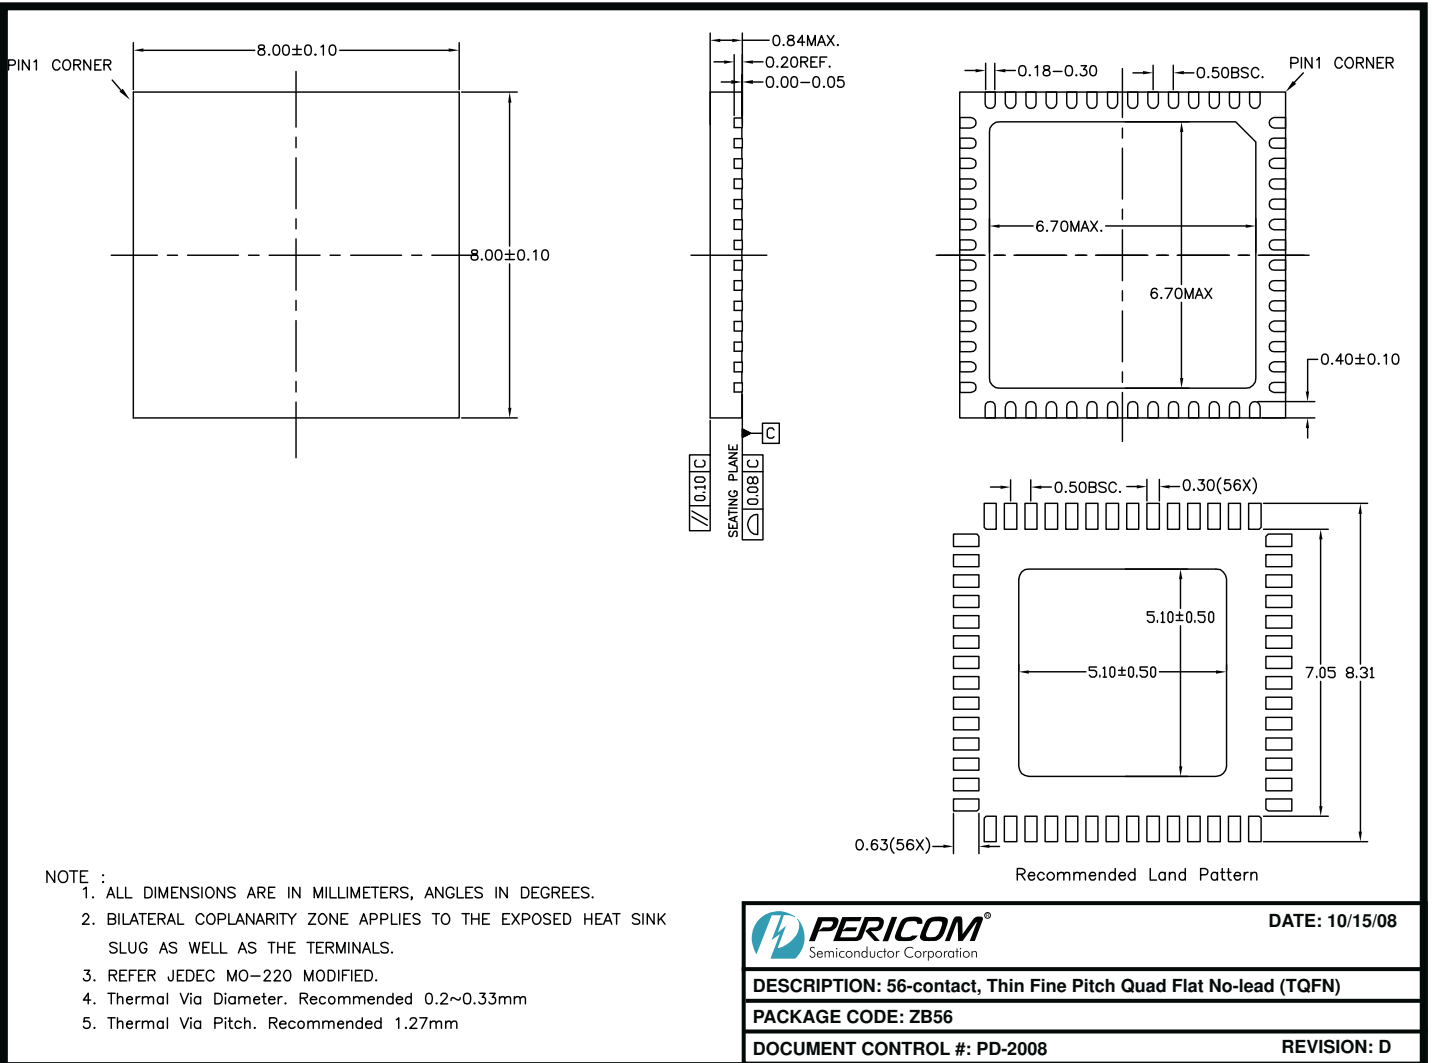 8.00±0.10
PIN1 CORNER
8.00±0.10
0.84MAX.
0.20REF.
0.00-0.05
C
// 0.10 C
SEATING PLANE
0.08 C
0.18-0.30
0.50BSC.
PIN1 CORNER
6.70MAX.
6.70MAX
0.40±0.10
0.50BSC.
0.30(56X)
5.10±0.50
5.10±0.50
7.05 8.31
0.63(56X)
Recommended Land Pattern
NOTE :
1. ALL DIMENSIONS ARE IN MILLIMETERS, ANGLES IN DEGREES.
2. BILATERAL COPLANARITY ZONE APPLIES TO THE EXPOSED HEAT SINK
SLUG AS WELL AS THE TERMINALS.
3. REFER JEDEC MO-220 MODIFIED.
4. Thermal Via Diameter. Recommended 0.2~0.33mm
5. Thermal Via Pitch. Recommended 1.27mm
PERICOM®
Semiconductor Corporation
DATE: 10/15/08
DESCRIPTION: 56-contact, Thin Fine Pitch Quad Flat No-lead (TQFN)
PACKAGE CODE: ZB56
DOCUMENT CONTROL #: PD-2008
REVISION: D